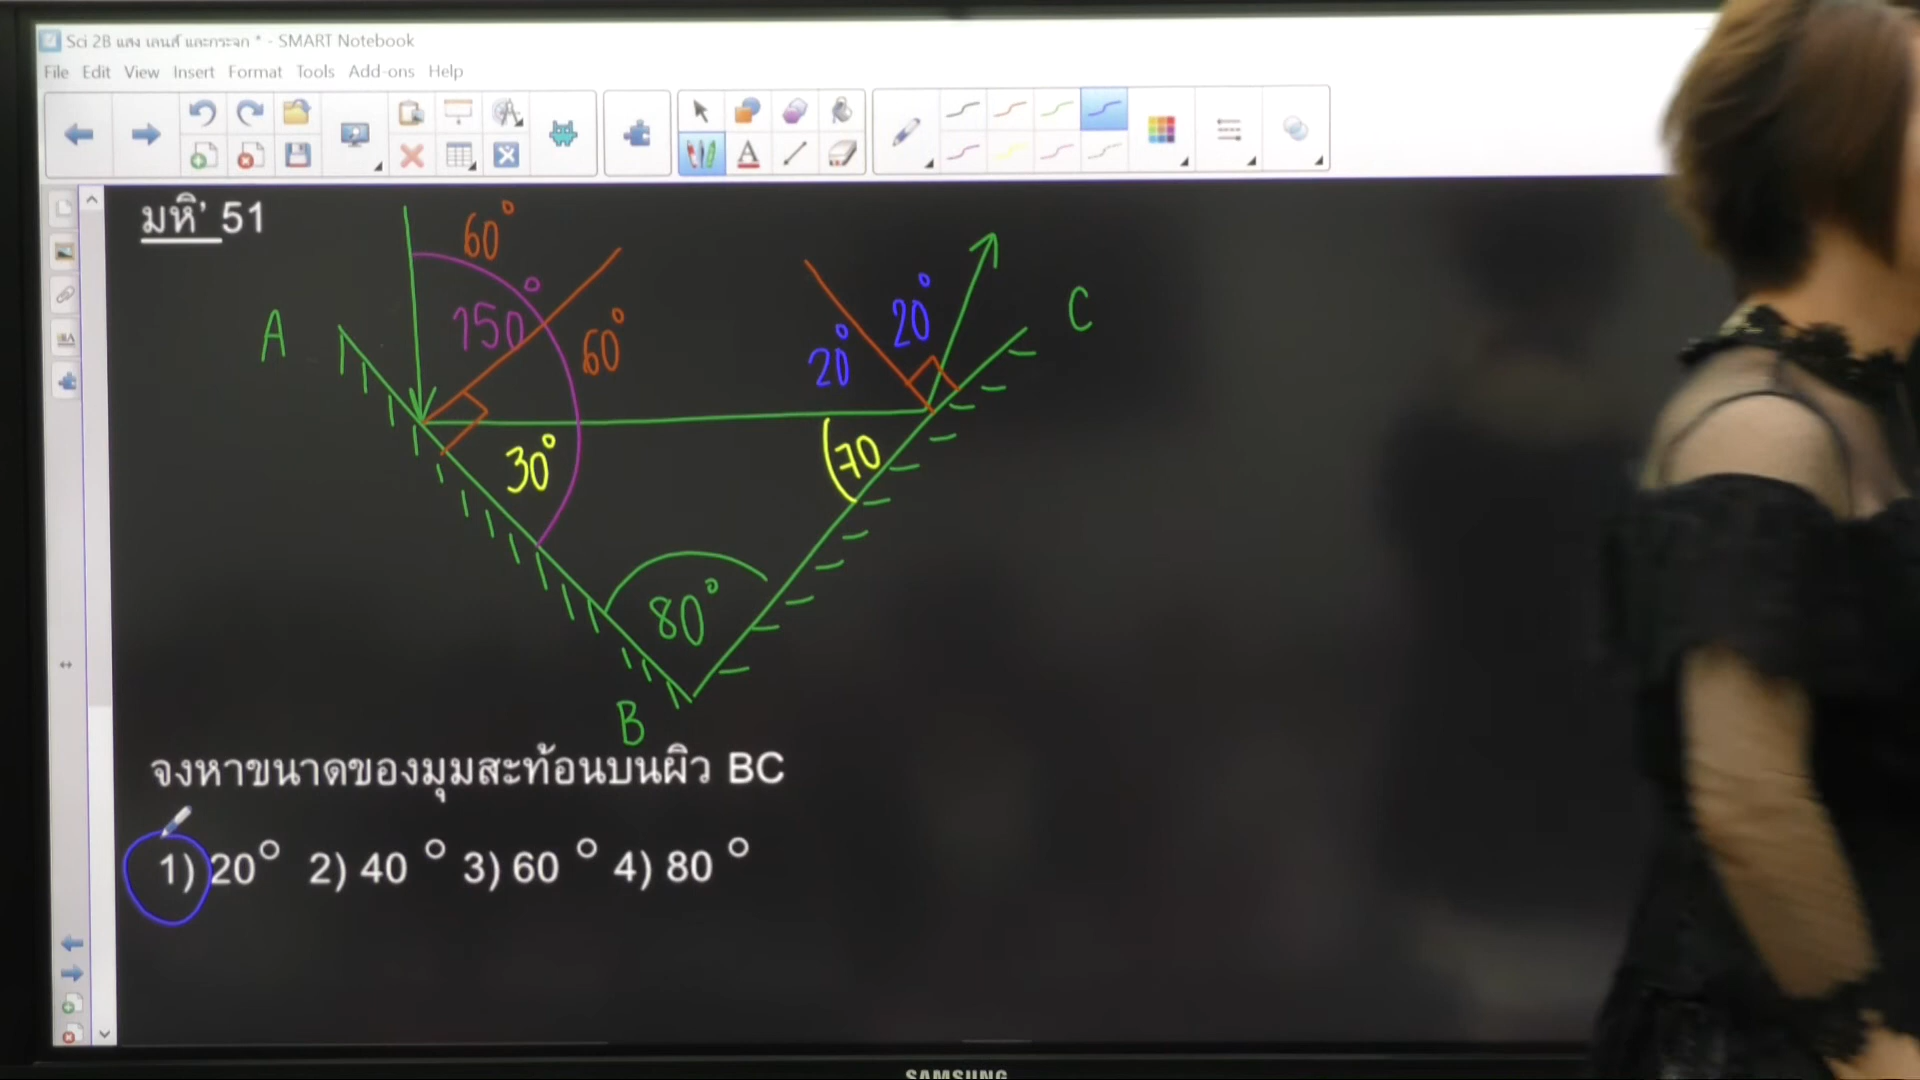 Sci 2B แสง เลนส์ และกระจก * - SMART Notebook
File Edit View Insert Format Tools Add-ons Help
มหิ' 51
60°
150°
60°
20°
20°
A
C
30°
70
80°
B
จงหาขนาดของมุมสะท้อนบนผิว BC
1) 20° 2) 40 ° 3) 60 ° 4) 80 °
SAMSUNG